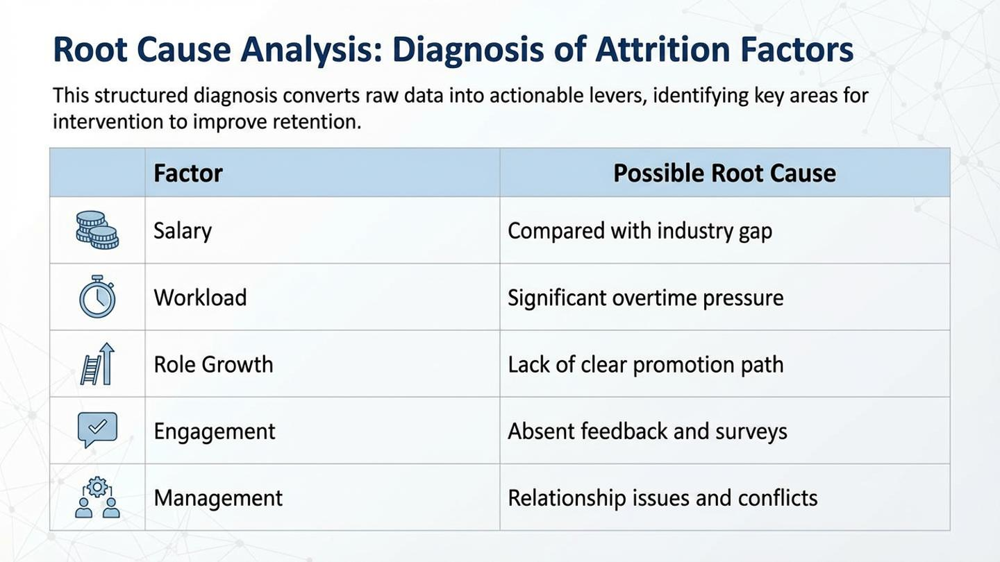 Root Cause Analysis: Diagnosis of Attrition Factors
This structured diagnosis converts raw data into actionable levers, identifying key areas for
intervention to improve retention.
Factor
Possible Root Cause
Salary
Compared with industry gap
Workload
Significant overtime pressure
Role Growth
Lack of clear promotion path
Engagement
Absent feedback and surveys
Management
Relationship issues and conflicts